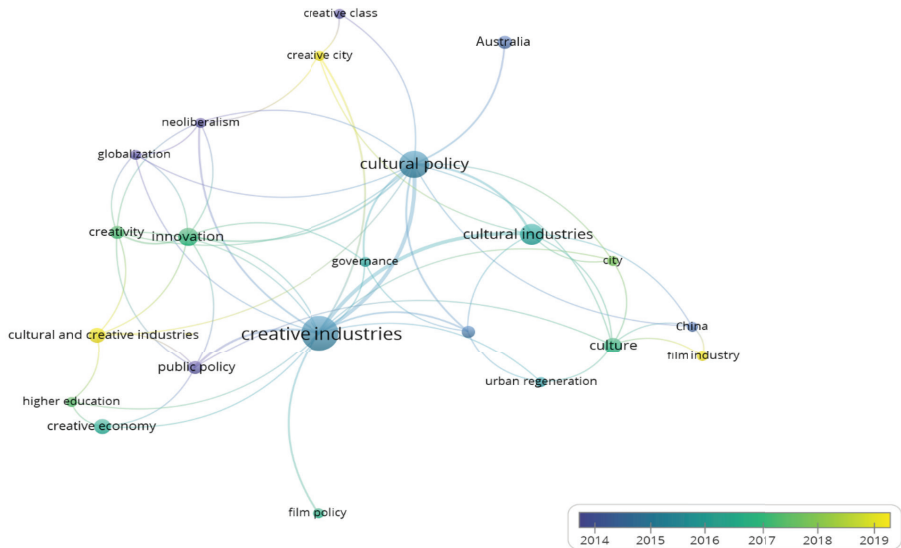 creative class
Australia
creative city
neoliberalism
globalization
cultural policy
creativity
innovation
cultural industries
governance
city
creative industries
cultural and creative industries
China
culture
film industry
public policy
urban regeneration
higher education
creative economy
film policy
2014 2015 2016 2017 2018 2019